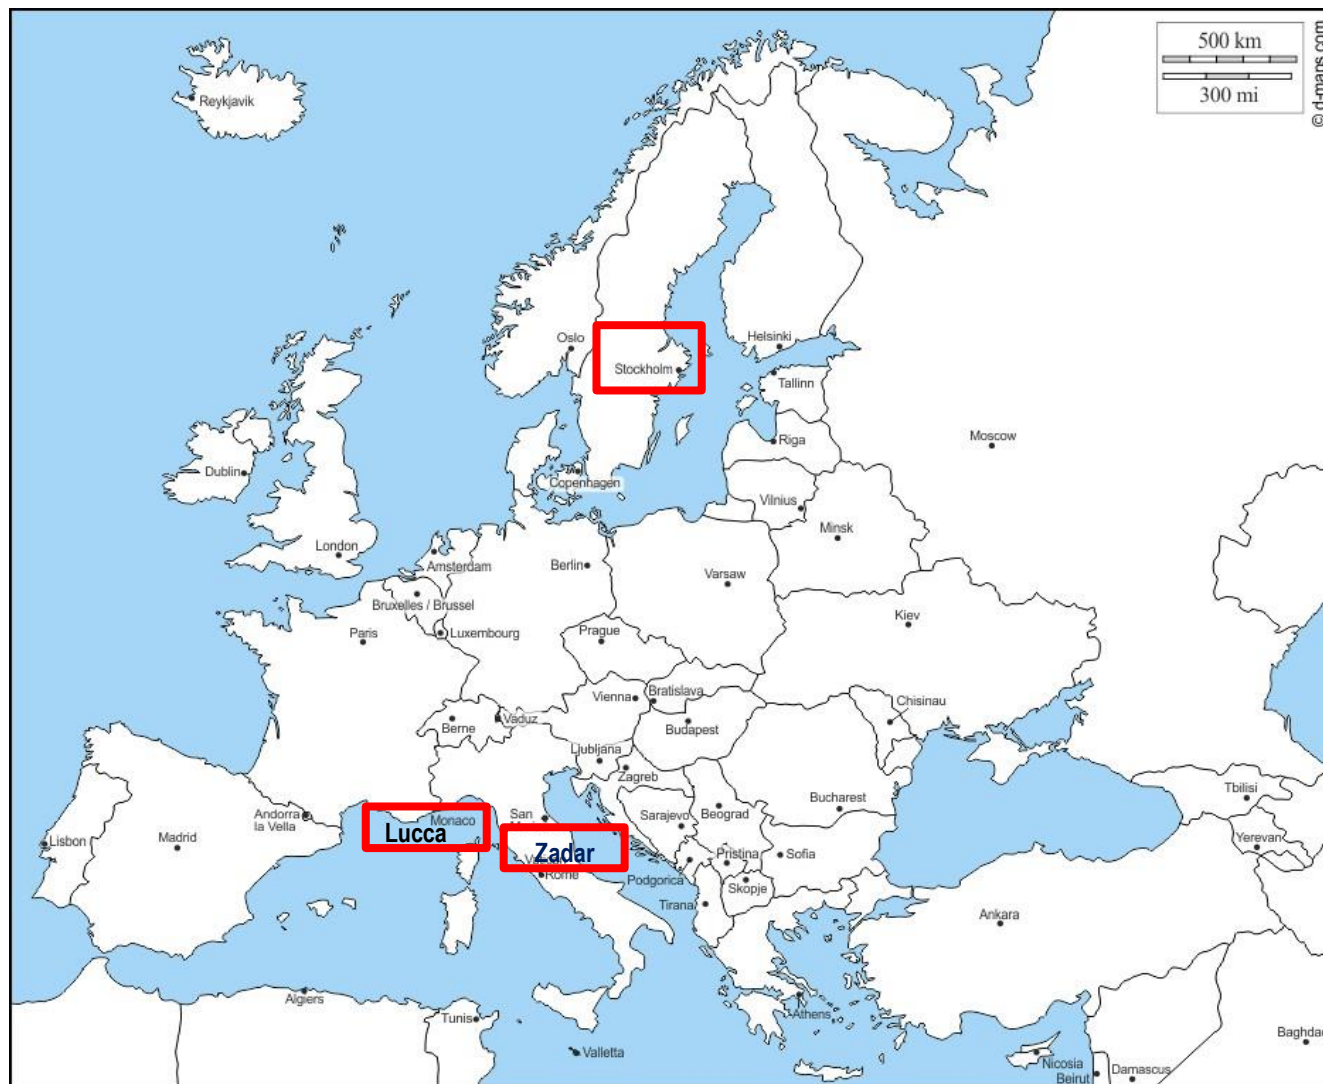 500 km
300 mi
© d-maps.com
Reykjavik
Oslo
Helsinki
Stockholm
Tallinn
Riga
Moscow
Dublin
Copenhagen
Vilnius
Minsk
London
Amsterdam
Berlin
Varsaw
Bruxelles / Brussel
Kiev
Paris
Luxembourg
Prague
Vienna
Bratislava
Chisinau
Berne
Vaduz
Budapest
Ljubljana
Zagreb
Tbilisi
Andorra
la Vella
Monaco
San
Sarajevo
Beograd
Bucharest
Lisbon
Madrid
Lucca
Zadar
Yerevan
Rome
Podgorica
Pristina
Sofia
Skopje
Tirana
Ankara
Algiers
Tunis
Athens
Valletta
Baghdad
Nicosia
Beirut
Damascus